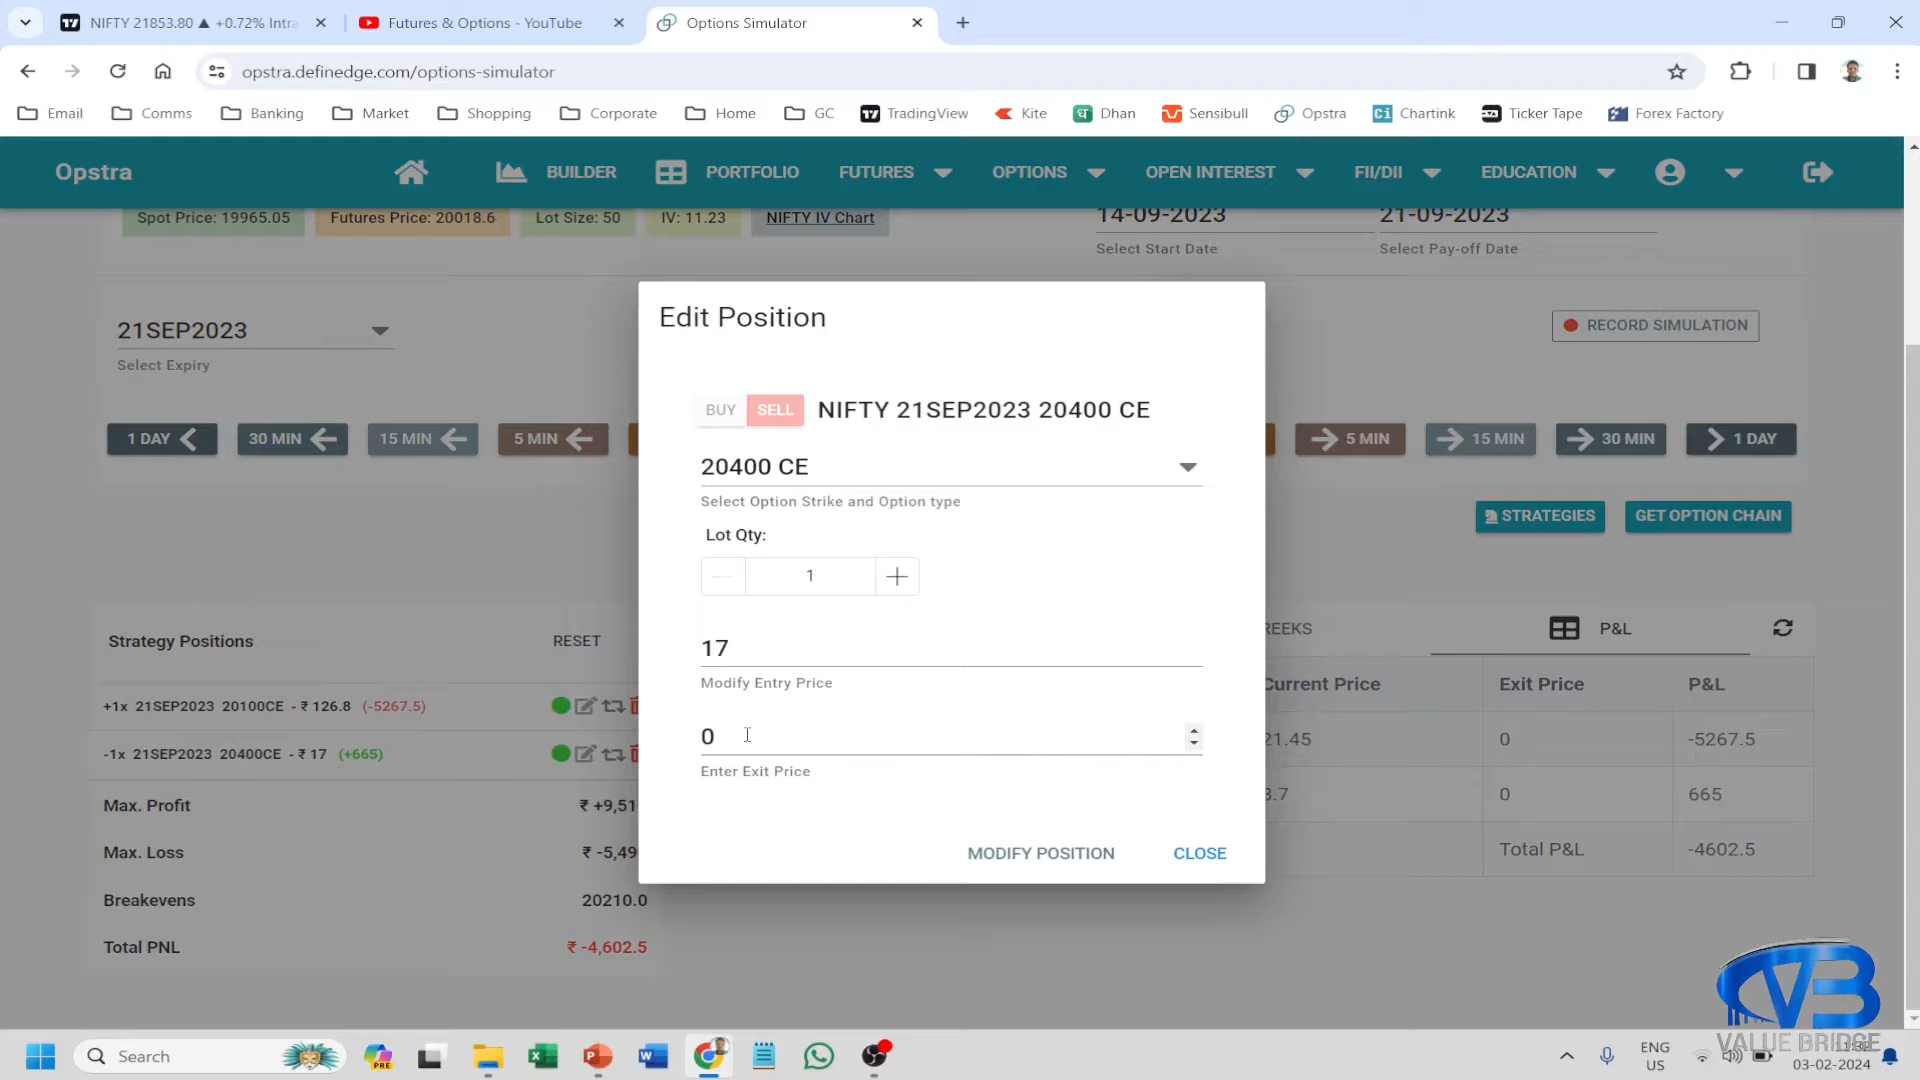 NIFTY 21853.80 ▲ +0.72% Intra
Futures & Options - YouTube
Options Simulator
opstra.definedge.com/options-simulator
Email
Comms
Banking
Market
Shopping
Corporate
Home
GC
TradingView
Kite
Dhan
Sensibull
Opstra
Chartink
Ticker Tape
Forex Factory
Opstra
BUILDER
PORTFOLIO
FUTURES
OPTIONS
OPEN INTEREST
FII/DII
EDUCATION
Spot Price: 19965.05
Futures Price: 20018.6
Lot Size: 50
IV: 11.23
NIFTY IV Chart
14-09-2023
21-09-2023
Select Start Date
Select Pay-off Date
21SEP2023
Select Expiry
RECORD SIMULATION
1 DAY
30 MIN
15 MIN
5 MIN
5 MIN
15 MIN
30 MIN
1 DAY
STRATEGIES
GET OPTION CHAIN
Edit Position
BUY
SELL
NIFTY 21SEP2023 20400 CE
20400 CE
Select Option Strike and Option type
Lot Qty:
1
17
Modify Entry Price
0
Enter Exit Price
MODIFY POSITION
CLOSE
Strategy Positions
RESET
+1x 21SEP2023 20100CE - ₹ 126.8 (-5267.5)
-1x 21SEP2023 20400CE - ₹ 17 (+665)
Max. Profit ₹ +9,51
Max. Loss ₹ -5,49
Breakevens 20210.0
Total PNL ₹ -4,602.5
REEKS
P&L
Current Price Exit Price P&L
21.45 0 -5267.5
3.7 0 665
Total P&L -4602.5
VALUE BRIDGE
Search
PRE
ENG
US
03-02-2024